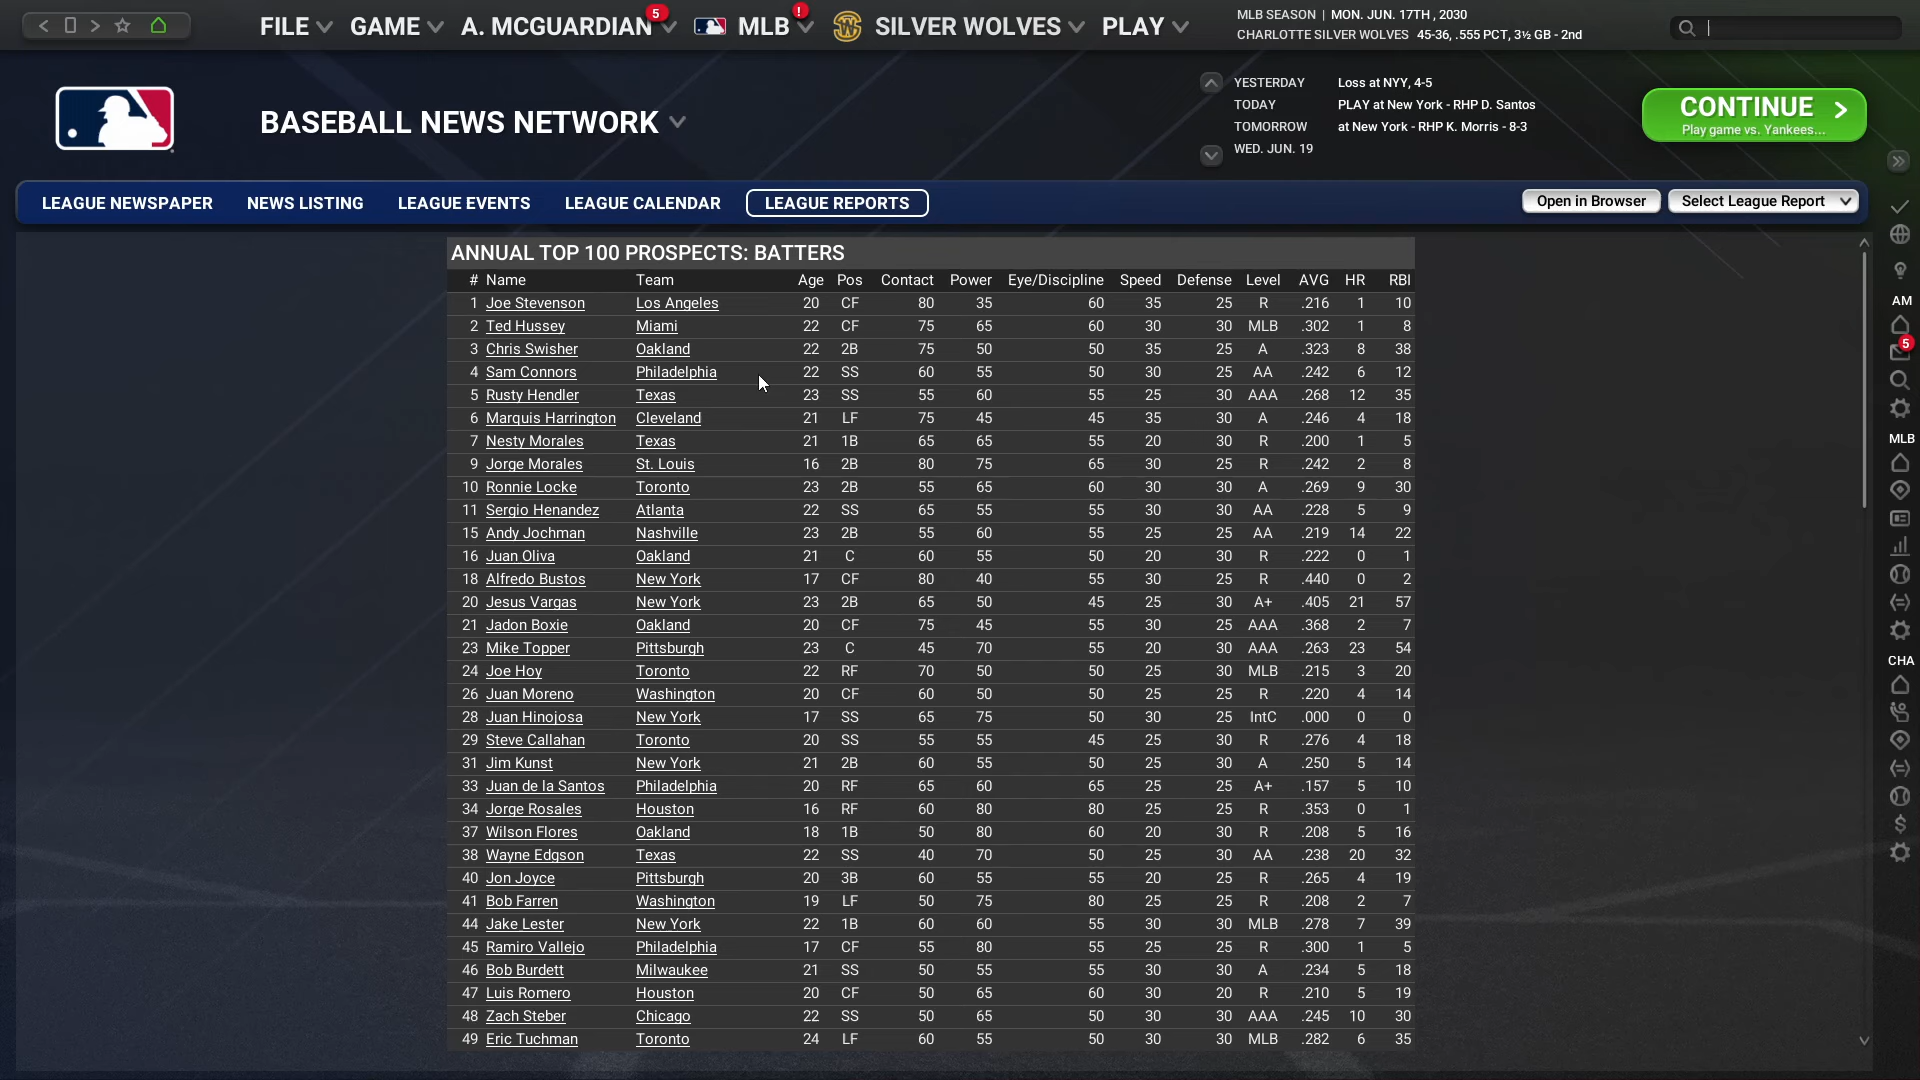 FILE GAME A. MCGUARDIAN 5 MLB ! SILVER WOLVES PLAY
MLB SEASON | MON. JUN. 17TH , 2030
CHARLOTTE SILVER WOLVES 45-36, .555 PCT, 3½ GB - 2nd
BASEBALL NEWS NETWORK
YESTERDAY Loss at NYY, 4-5
TODAY PLAY at New York - RHP D. Santos
TOMORROW at New York - RHP K. Morris - 8-3
WED. JUN. 19
CONTINUE
Play game vs. Yankees...
LEAGUE NEWSPAPER NEWS LISTING LEAGUE EVENTS LEAGUE CALENDAR LEAGUE REPORTS Open in Browser Select League Report
ANNUAL TOP 100 PROSPECTS: BATTERS
# Name Team Age Pos Contact Power Eye/Discipline Speed Defense Level AVG HR RBI
1 Joe Stevenson Los Angeles 20 CF 80 35 60 35 25 R .216 1 10
2 Ted Hussey Miami 22 CF 75 65 60 30 30 MLB .302 1 8
3 Chris Swisher Oakland 22 2B 75 50 50 35 25 A .323 8 38
4 Sam Connors Philadelphia 22 SS 60 55 50 30 25 AA .242 6 12
5 Rusty Hendler Texas 23 SS 55 60 55 25 30 AAA .268 12 35
6 Marquis Harrington Cleveland 21 LF 75 45 45 35 30 A .246 4 18
7 Nesty Morales Texas 21 1B 65 65 55 20 30 R .200 1 5
9 Jorge Morales St. Louis 16 2B 80 75 65 30 25 R .242 2 8
10 Ronnie Locke Toronto 23 2B 55 65 60 30 30 A .269 9 30
11 Sergio Henandez Atlanta 22 SS 65 55 55 30 30 AA .228 5 9
15 Andy Jochman Nashville 23 2B 55 60 55 25 25 AA .219 14 22
16 Juan Oliva Oakland 21 C 60 55 50 20 30 R .222 0 1
18 Alfredo Bustos New York 17 CF 80 40 55 30 25 R .440 0 2
20 Jesus Vargas New York 23 2B 65 50 45 25 30 A+ .405 21 57
21 Jadon Boxie Oakland 20 CF 75 45 55 30 25 AAA .368 2 7
23 Mike Topper Pittsburgh 23 C 45 70 55 20 30 AAA .263 23 54
24 Joe Hoy Toronto 22 RF 70 50 50 25 30 MLB .215 3 20
26 Juan Moreno Washington 20 CF 60 50 50 25 25 R .220 4 14
28 Juan Hinojosa New York 17 SS 65 75 50 30 25 IntC .000 0 0
29 Steve Callahan Toronto 20 SS 55 55 45 25 30 R .276 4 18
31 Jim Kunst New York 21 2B 60 55 50 25 30 A .250 5 14
33 Juan de la Santos Philadelphia 20 RF 65 60 65 25 25 A+ .157 5 10
34 Jorge Rosales Houston 16 RF 60 80 80 25 25 R .353 0 1
37 Wilson Flores Oakland 18 1B 50 80 60 20 30 R .208 5 16
38 Wayne Edgson Texas 22 SS 40 70 50 25 30 AA .238 20 32
40 Jon Joyce Pittsburgh 20 3B 60 55 55 20 25 R .265 4 19
41 Bob Farren Washington 19 LF 50 75 80 25 25 R .208 2 7
44 Jake Lester New York 22 1B 60 60 55 30 30 MLB .278 7 39
45 Ramiro Vallejo Philadelphia 17 CF 55 80 55 25 25 R .300 1 5
46 Bob Burdett Milwaukee 21 SS 50 55 55 30 30 A .234 5 18
47 Luis Romero Houston 20 CF 50 65 60 30 20 R .210 5 19
48 Zach Steber Chicago 22 SS 50 65 50 30 30 AAA .245 10 30
49 Eric Tuchman Toronto 24 LF 60 55 50 30 30 MLB .282 6 35
AM
5
MLB
CHA
$